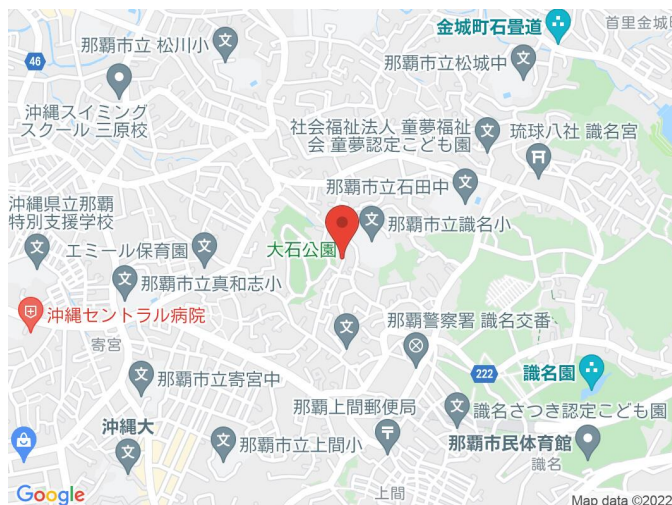 金城町石畳道
首里金城町
那覇市立 松川小
46
那覇市立松城中
沖縄スイミング
スクール 三原校
社会福祉法人 童夢福祉
会 童夢認定こども園
琉球八社 識名宮
那覇市立石田中
沖縄県立那覇
特別支援学校
那覇市立識名小
大石公園
エミール保育園
那覇市立真和志小
沖縄セントラル病院
寄宮
那覇警察署 識名交番
222
識名園
那覇市立寄宮中
那覇上間郵便局
識名さつき認定こども園
沖縄大
那覇市立上間小
那覇市民体育館
識名
上間
Google
Map data ©2022